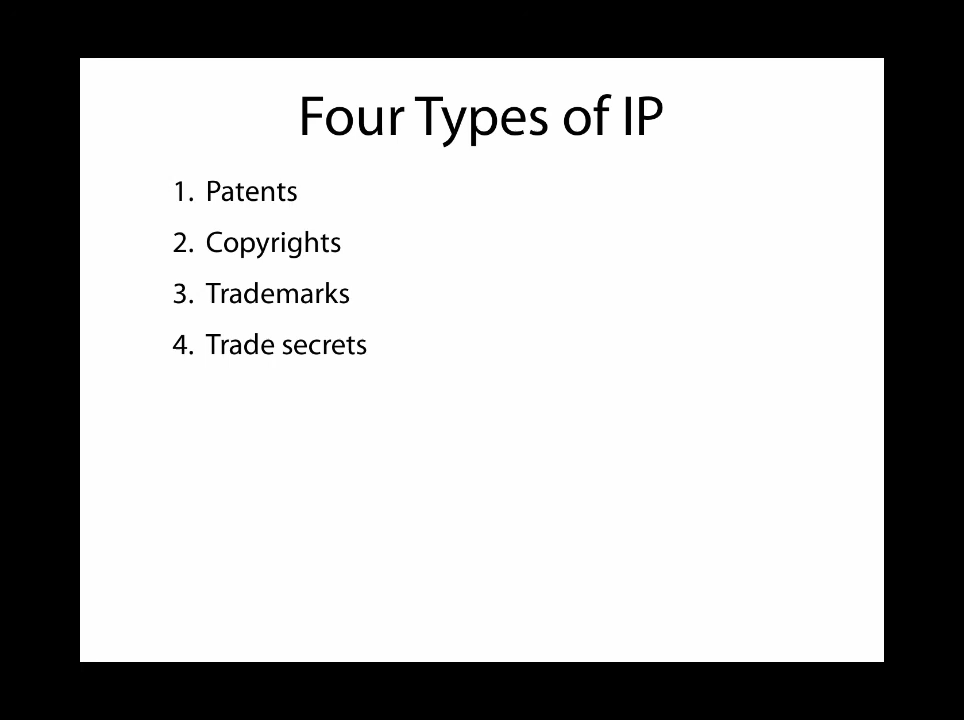 Four Types of IP
1. Patents
2. Copyrights
3. Trademarks
4. Trade secrets